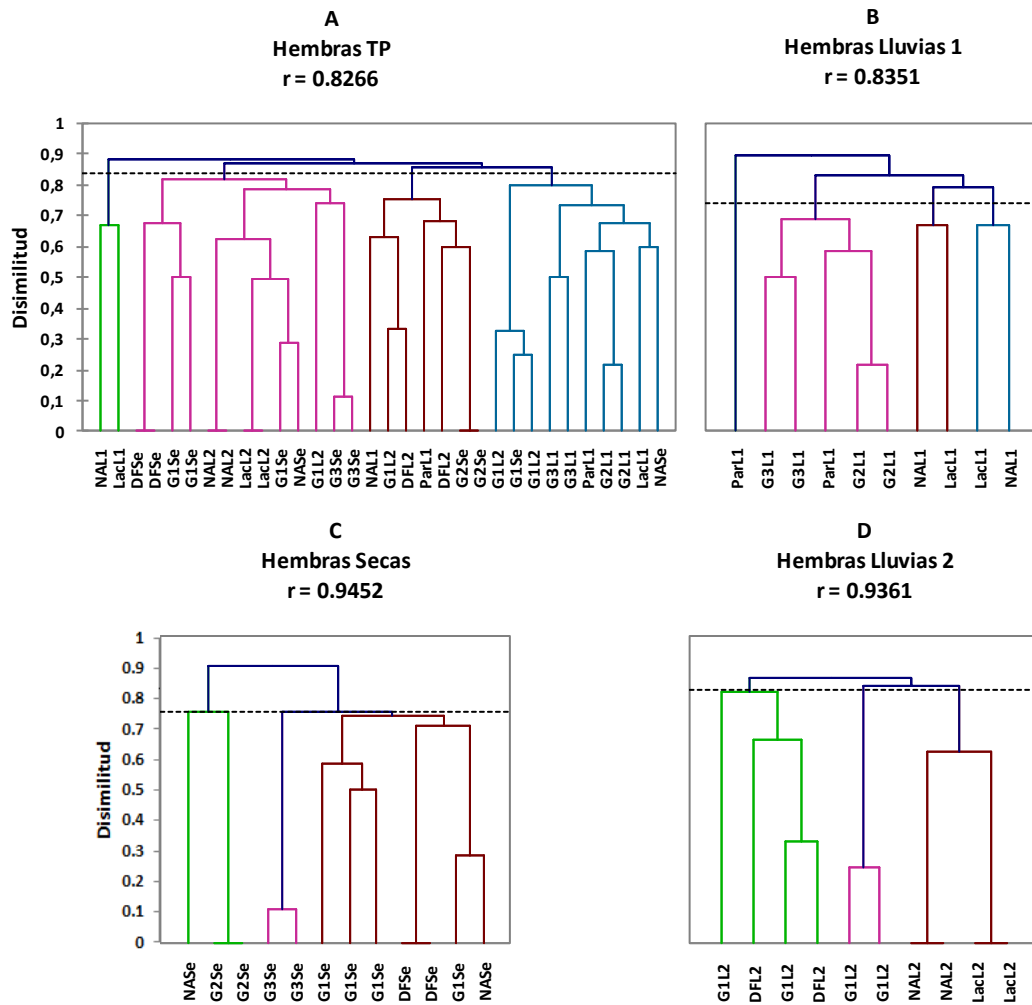 A
Hembras TP
r = 0.8266
B
Hembras Lluvias 1
r = 0.8351
Disimilitud
1
0,9
0,8
0,7
0,6
0,5
0,4
0,3
0,2
0,1
0
NAL1
LacL1
DFSe
DFSe
G1Se
G1Se
NAL2
NAL2
LacL2
LacL2
G1Se
NASe
G1L2
G3Se
G3Se
NAL1
G1L2
DFL2
ParL1
DFL2
G2Se
G2Se
G1L2
G1Se
G1L2
G3L1
G3L1
ParL1
G2L1
G2L1
LacL1
NASe
ParL1
G3L1
G3L1
ParL1
G2L1
G2L1
NAL1
LacL1
LacL1
NAL1
C
Hembras Secas
r = 0.9452
D
Hembras Lluvias 2
r = 0.9361
Disimilitud
1
0.9
0.8
0.7
0.6
0.5
0.4
0.3
0.2
0.1
0
NASe
G2Se
G2Se
G3Se
G3Se
G1Se
G1Se
G1Se
DFSe
DFSe
G1Se
NASe
G1L2
DFL2
G1L2
DFL2
G1L2
G1L2
NAL2
NAL2
LacL2
LacL2